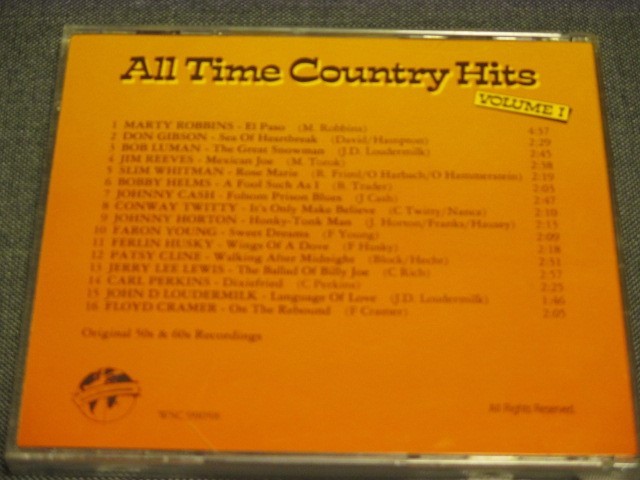 All Time Country Hits
VOLUME 1
1 MARTY ROBBINS - El Paso (M. Robbins) 4:37
2 DON GIBSON - Sea Of Heartbreak (David/Hampton) 2:29
3 BOB LUMAN - The Great Snowman (J.D. Loudermilk) 2:45
4 JIM REEVES - Mexican Joe (M. Torok) 2:38
5 SLIM WHITMAN - Rose Marie (R. Friml/O Harbach/O Hammerstein) 2:19
6 BOBBY HELMS - A Fool Such As I (B. Trader) 2:03
7 JOHNNY CASH - Folsom Prison Blues (J Cash) 2:47
8 CONWAY TWITTY - It's Only Make Believe (C Twitty/Nance) 2:10
9 JOHNNY HORTON - Honky-Tonk Man (J. Horton/Franks/Hausey) 2:13
10 FARON YOUNG - Sweet Dreams (F Young) 2:09
11 FERLIN HUSKY - Wings Of A Dove (F Husky) 2:18
12 PATSY CLINE - Walking After Midnight (Block/Hecht) 2:31
13 JERRY LEE LEWIS - The Ballad Of Billy Joe (C Rich) 2:37
14 CARL PERKINS - Dixiefried (C Perkins) 2:25
15 JOHN D LOUDERMILK - Language Of Love (J.D. Loudermilk) 1:46
16 FLOYD CRAMER - On The Rebound (F Cramer) 2:05
Original 50s & 60s Recordings
WSC
All Rights Reserved.